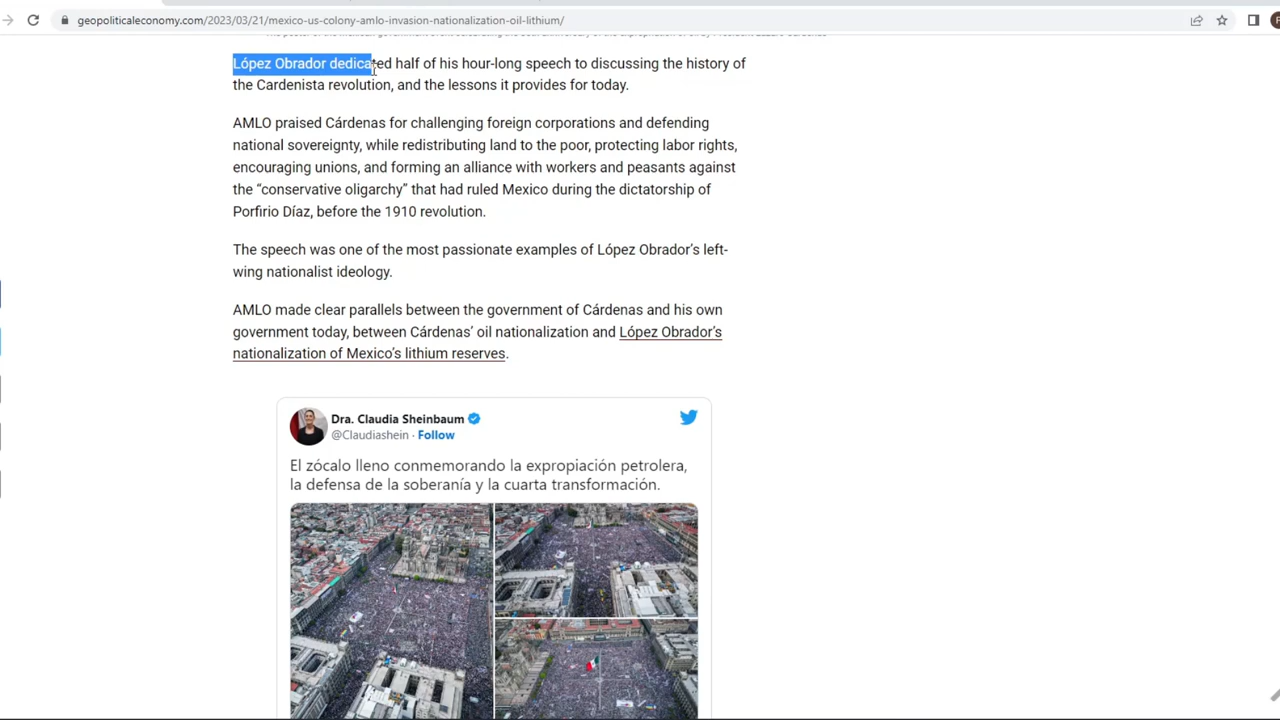 geopoliticaleconomy.com/2023/03/21/mexico-us-colony-amlo-invasion-nationalization-oil-lithium/
López Obrador dedicated half of his hour-long speech to discussing the history of
the Cardenista revolution, and the lessons it provides for today.
AMLO praised Cárdenas for challenging foreign corporations and defending
national sovereignty, while redistributing land to the poor, protecting labor rights,
encouraging unions, and forming an alliance with workers and peasants against
the “conservative oligarchy” that had ruled Mexico during the dictatorship of
Porfirio Díaz, before the 1910 revolution.
The speech was one of the most passionate examples of López Obrador’s left-
wing nationalist ideology.
AMLO made clear parallels between the government of Cárdenas and his own
government today, between Cárdenas’ oil nationalization and López Obrador’s
nationalization of Mexico’s lithium reserves.
Dra. Claudia Sheinbaum
@Claudiashein · Follow
El zócalo lleno conmemorando la expropiación petrolera,
la defensa de la soberanía y la cuarta transformación.